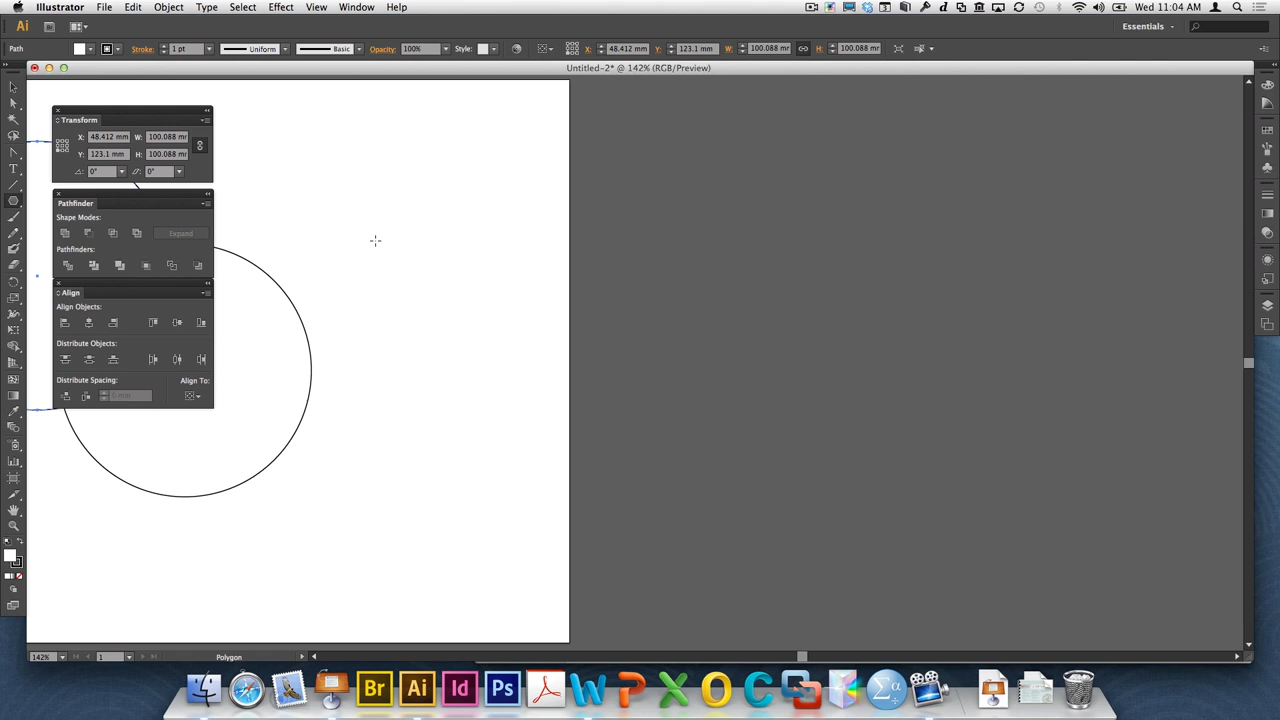 Illustrator File Edit Object Type Select Effect View Window Help Wed 11:04 AM
Ai Essentials
Path Stroke: 1 pt Uniform Basic Opacity: 100% Style: X: 48.412 mm Y: 123.1 mm W: 100.088 mm H: 100.088 mm
Untitled-2* @ 142% (RGB/Preview)
Transform
X: 48.412 mm W: 100.088 mm
Y: 123.1 mm H: 100.088 mm
0° 0°
Pathfinder
Shape Modes:
Expand
Pathfinders:
Align
Align Objects:
Distribute Objects:
Distribute Spacing: Align To:
0 mm
142% 1 Polygon
Br Ai Id Ps